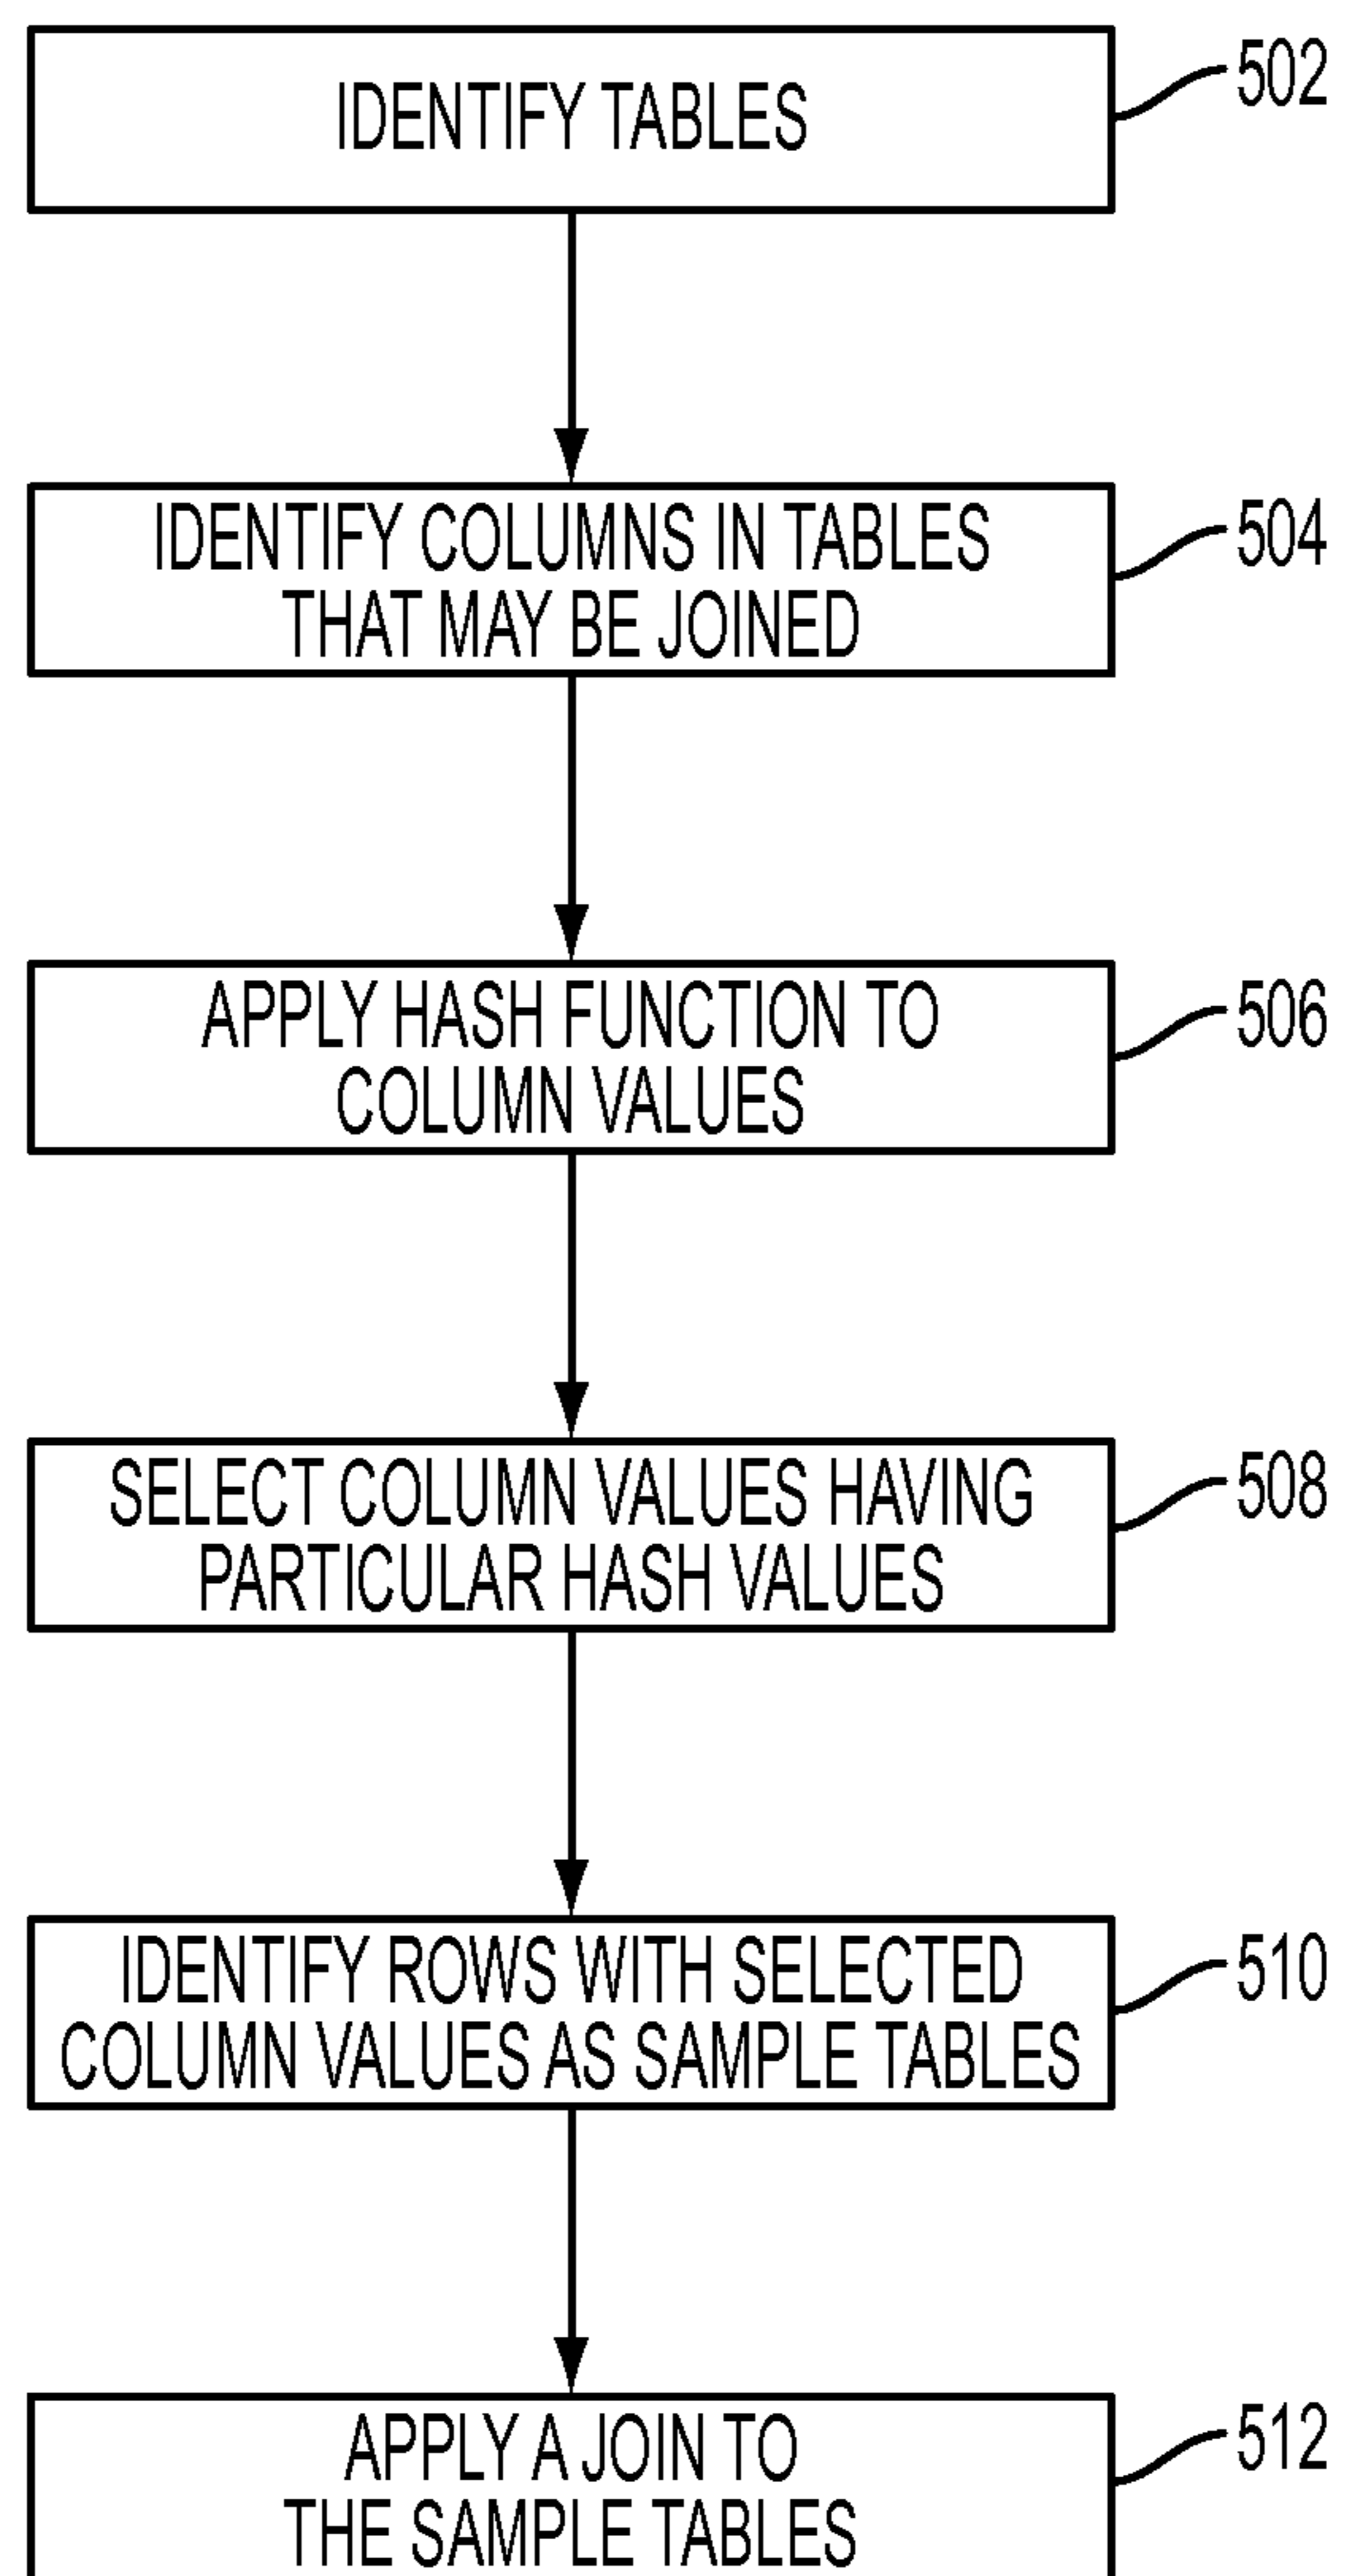 IDENTIFY TABLES
502
IDENTIFY COLUMNS IN TABLES
THAT MAY BE JOINED
504
APPLY HASH FUNCTION TO
COLUMN VALUES
506
SELECT COLUMN VALUES HAVING
PARTICULAR HASH VALUES
508
IDENTIFY ROWS WITH SELECTED
COLUMN VALUES AS SAMPLE TABLES
510
APPLY A JOIN TO
THE SAMPLE TABLES
512